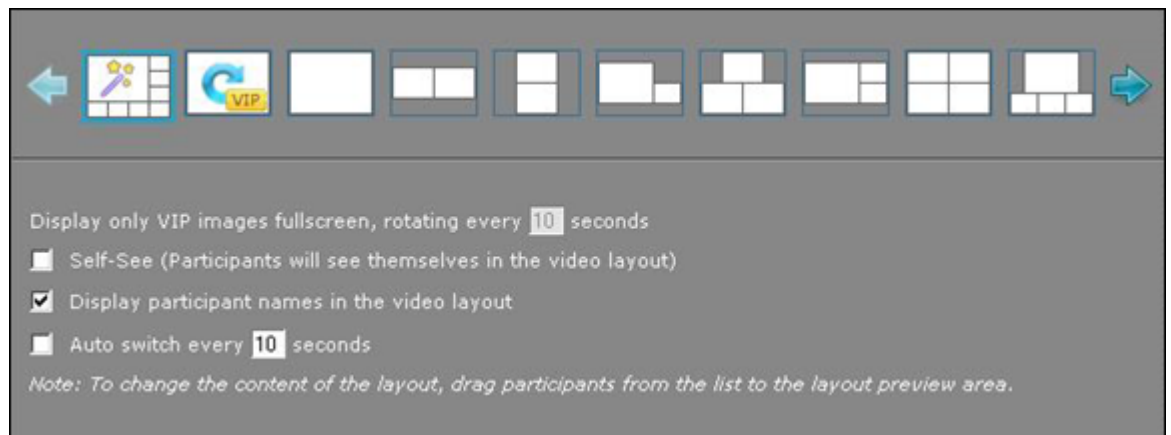 VIP
Display only VIP images fullscreen, rotating every 10 seconds
Self-See (Participants will see themselves in the video layout)
Display participant names in the video layout
Auto switch every 10 seconds
Note: To change the content of the layout, drag participants from the list to the layout preview area.